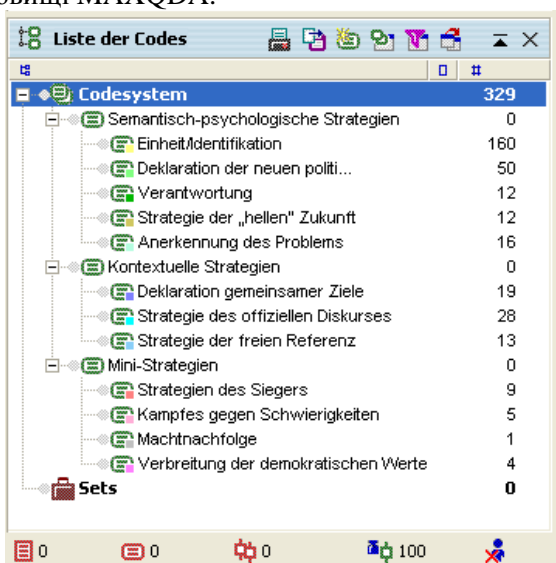 овищі MAXQDA.
Liste der Codes
#
Codesystem 329
Semantisch-psychologische Strategien 0
Einheit/Identifikation 160
Deklaration der neuen politi... 50
Verantwortung 12
Strategie der „hellen" Zukunft 12
Anerkennung des Problems 16
Kontextuelle Strategien 0
Deklaration gemeinsamer Ziele 19
Strategie des offiziellen Diskurses 28
Strategie der freien Referenz 13
Mini-Strategien 0
Strategien des Siegers 9
Kampfes gegen Schwierigkeiten 5
Machtnachfolge 1
Verbreitung der demokratischen Werte 4
Sets 0
0 0 0 100